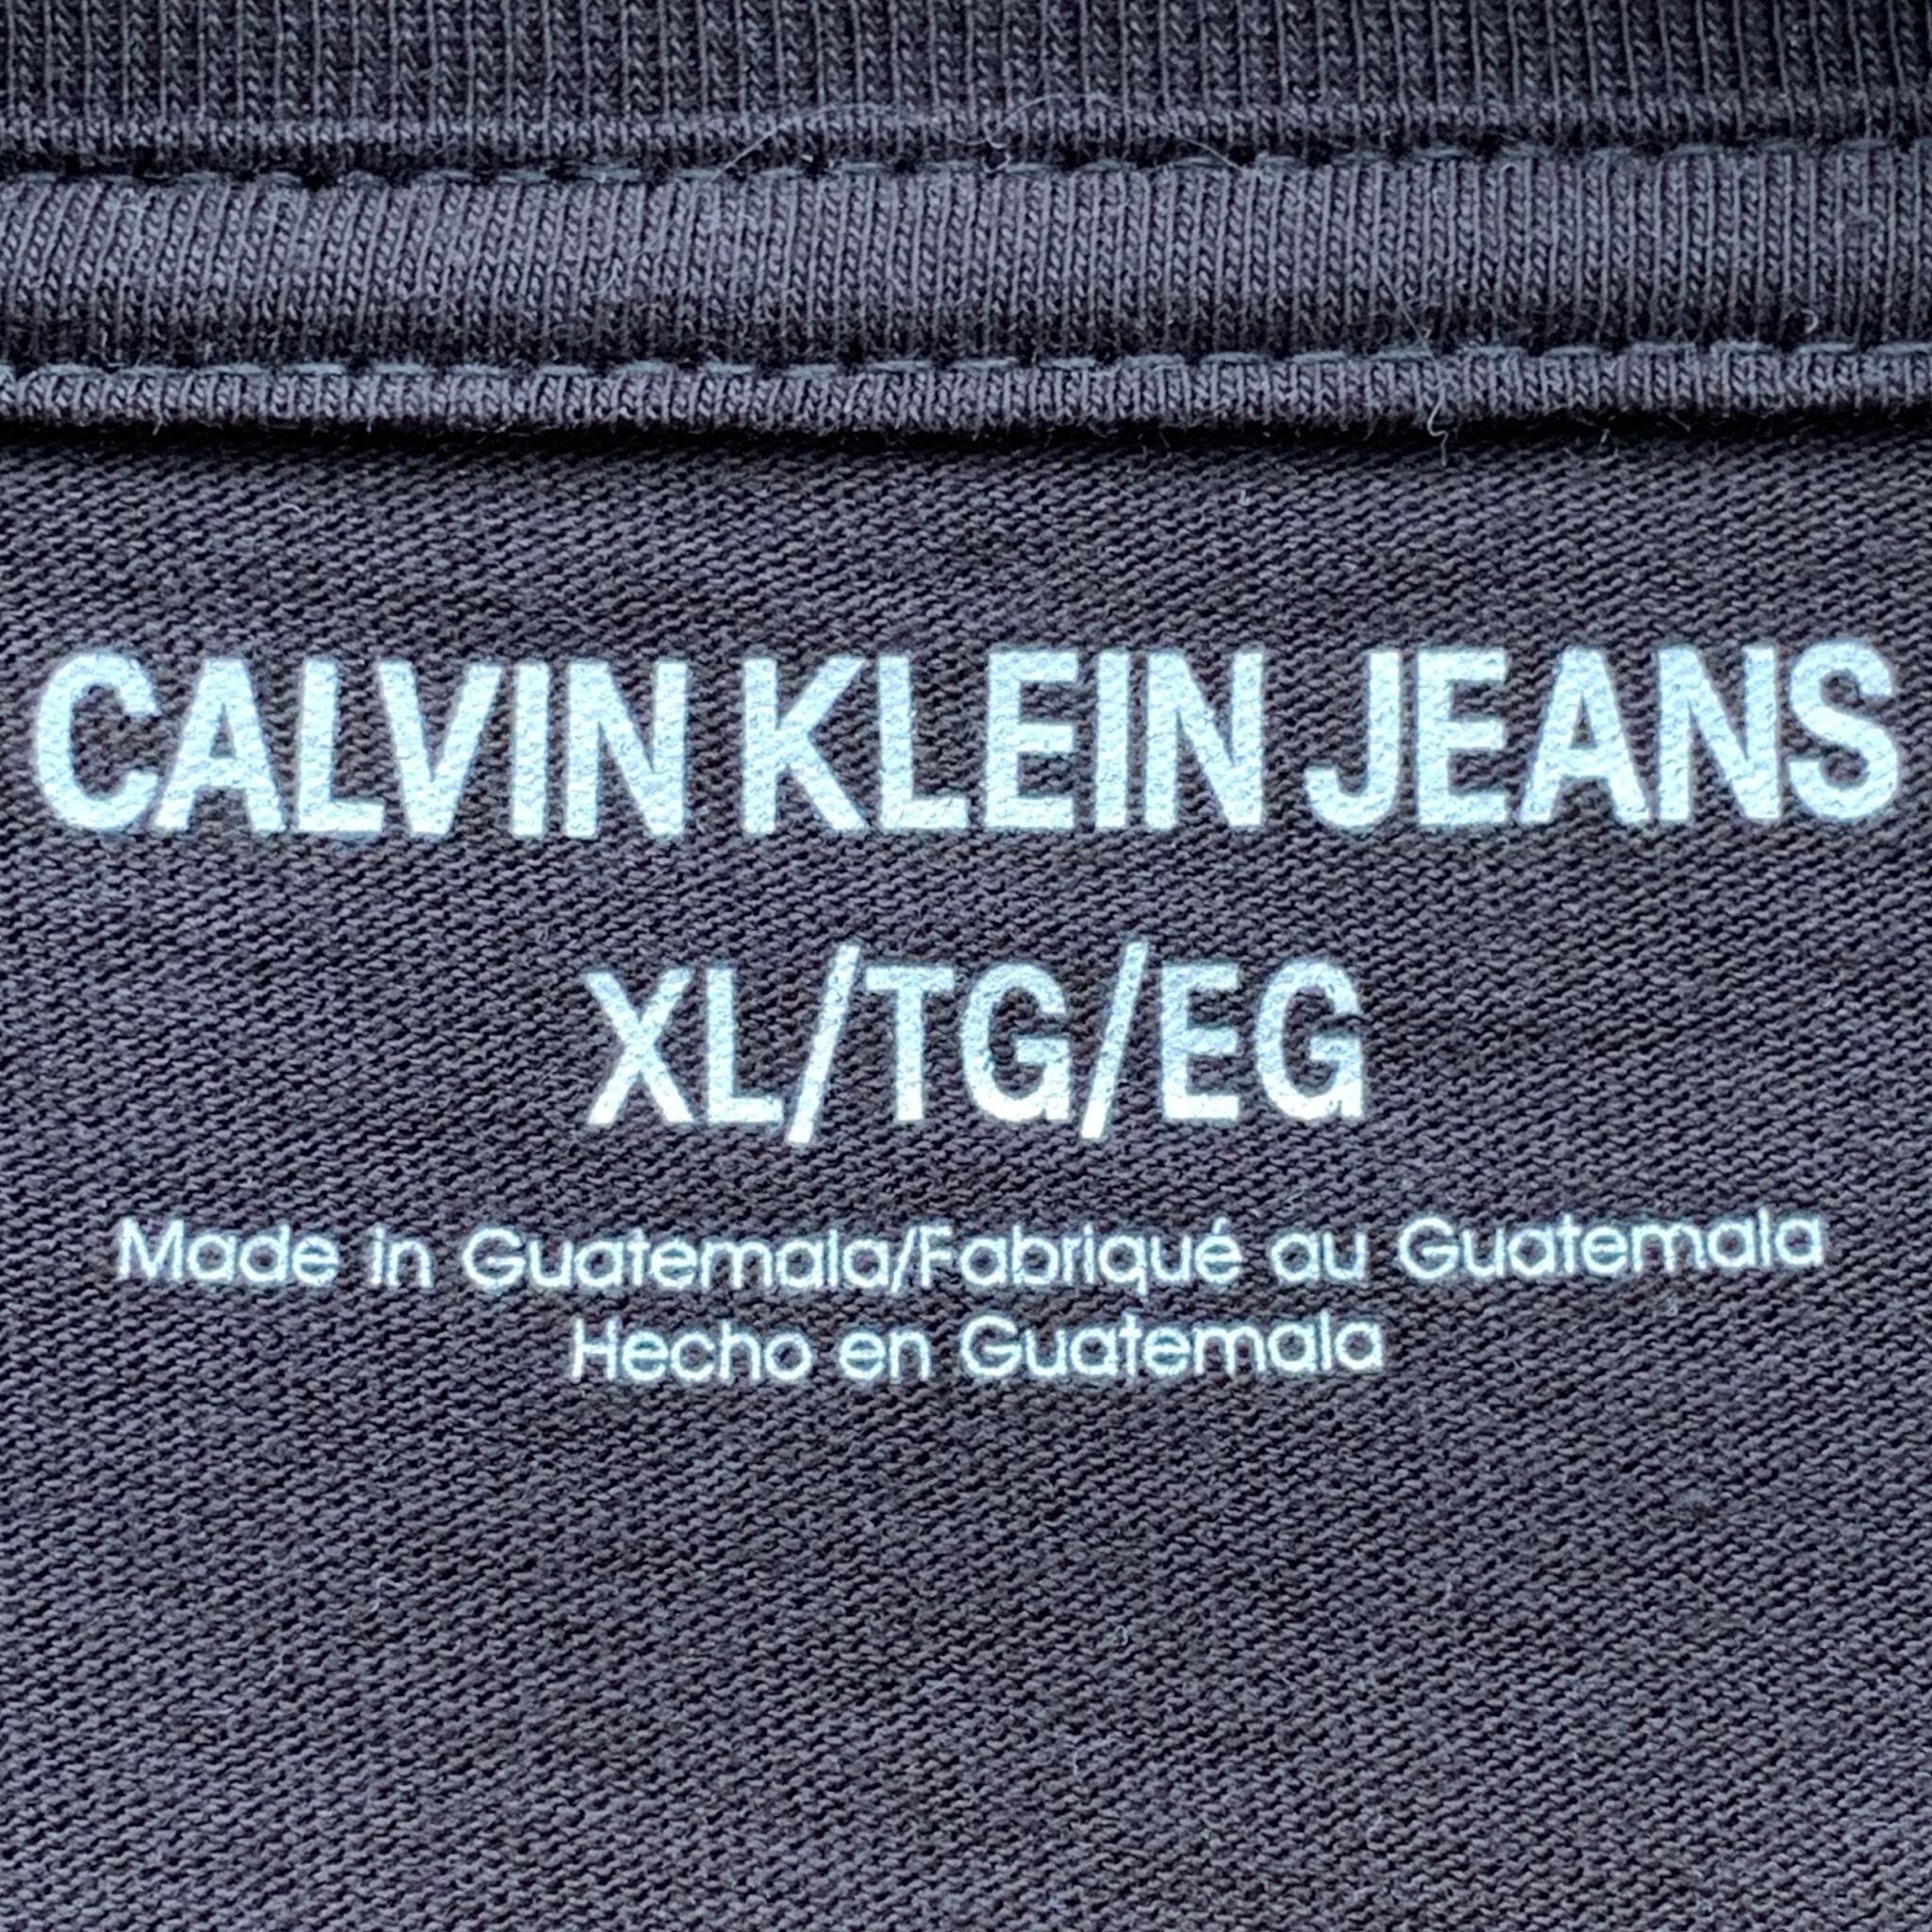 CALVIN KLEIN JEANS
XL/TG/EG
Made in Guatemala/Fabriqué au Guatemala
Hecho en Guatemala